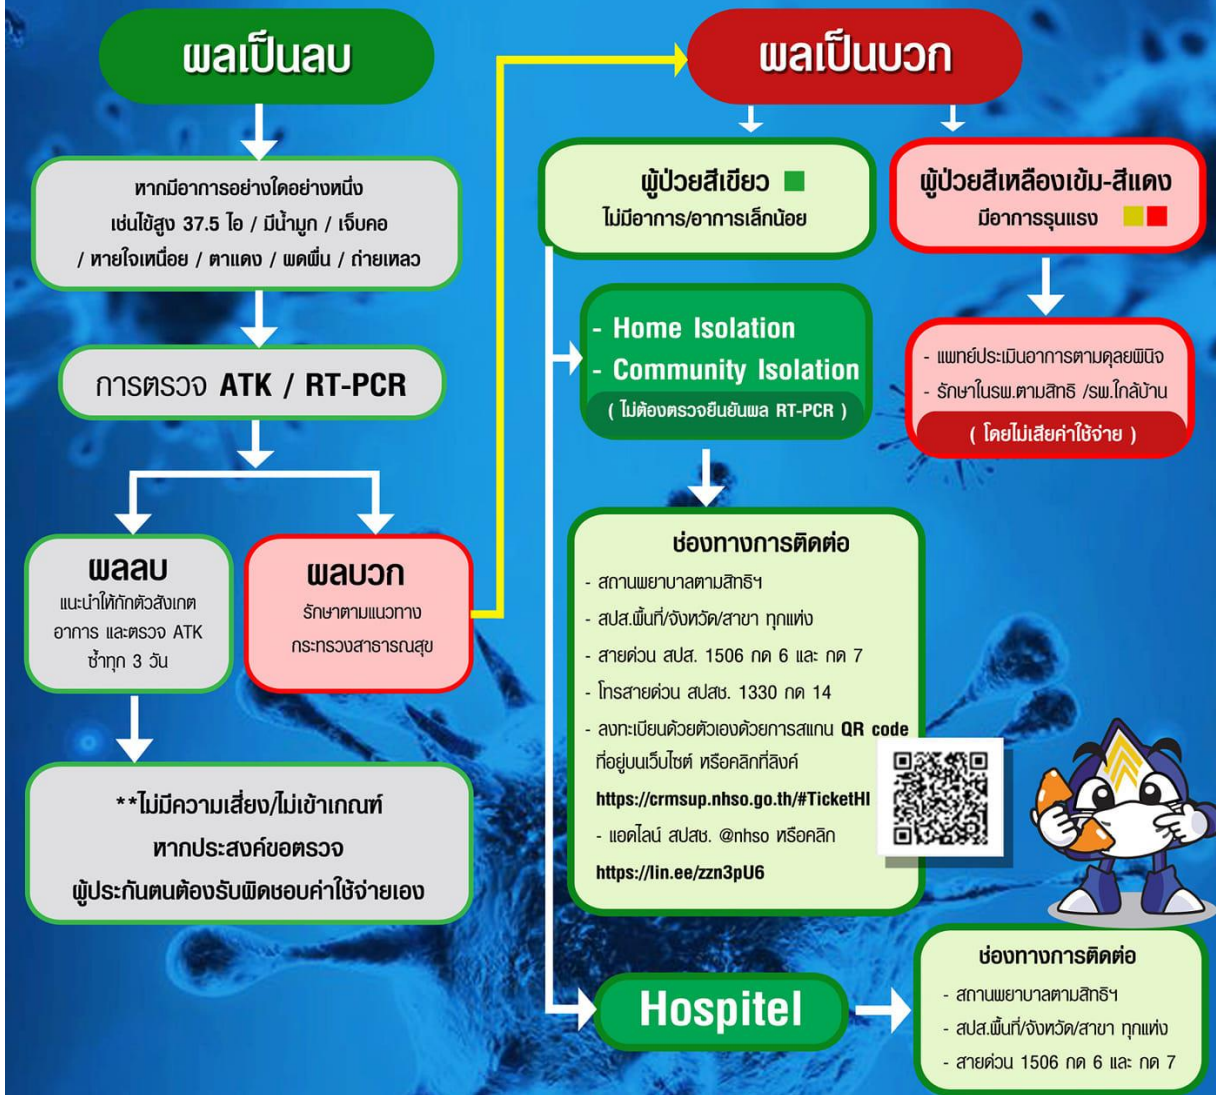 ผลเป็นลบ
หากมีอาการอย่างใดอย่างหนึ่ง
เช่นไข้สูง 37.5 ไอ / มีน้ำมูก / เจ็บคอ
/ หายใจเหนื่อย / ตาแดง / ผดผื่น / ถ่ายเหลว
การตรวจ ATK / RT-PCR
ผลลบ
แนะนำให้กักตัวสังเกต
อาการ และตรวจ ATK
ซ้ำทุก 3 วัน
ผลบวก
รักษาตามแนวทาง
กระทรวงสาธารณสุข
**ไม่มีความเสี่ยง/ไม่เข้าเกณฑ์
หากประสงค์ขอตรวจ
ผู้ประกันตนต้องรับผิดชอบค่าใช้จ่ายเอง
ผลเป็นบวก
ผู้ป่วยสีเขียว
ไม่มีอาการ/อาการเล็กน้อย
- Home Isolation
- Community Isolation
( ไม่ต้องตรวจยืนยันผล RT-PCR )
ช่องทางการติดต่อ
- สถานพยาบาลตามสิทธิฯ
- สปส.พื้นที่/จังหวัด/สาขา ทุกแห่ง
- สายด่วน สปส. 1506 กด 6 และ กด 7
- โทรสายด่วน สปสช. 1330 กด 14
- ลงทะเบียนด้วยตัวเองด้วยการสแกน QR code
ที่อยู่บนเว็บไซต์ หรือคลิกที่ลิงค์
https://crmsup.nhso.go.th/#TicketHI
- แอดไลน์ สปสช. @nhso หรือคลิก
https://lin.ee/zzn3pU6
ผู้ป่วยสีเหลืองเข้ม-สีแดง
มีอาการรุนแรง
- แพทย์ประเมินอาการตามดุลยพินิจ
- รักษาในรพ.ตามสิทธิ /รพ.ใกล้บ้าน
( โดยไม่เสียค่าใช้จ่าย )
Hospitel
ช่องทางการติดต่อ
- สถานพยาบาลตามสิทธิฯ
- สปส.พื้นที่/จังหวัด/สาขา ทุกแห่ง
- สายด่วน 1506 กด 6 และ กด 7